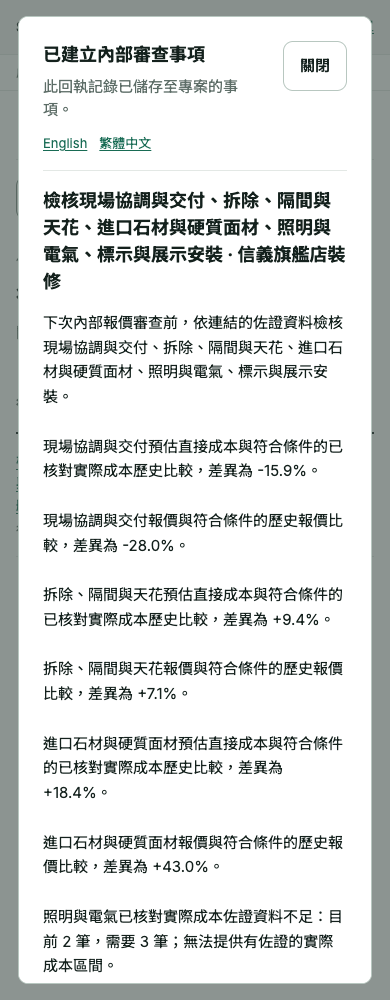 已建立內部審查事項
關閉
此回執記錄已儲存至專案的事
項。
English 繁體中文
檢核現場協調與交付、拆除、隔間與
天花、進口石材與硬質面材、照明與
電氣、標示與展示安裝 · 信義旗艦店裝
修
下次內部報價審查前，依連結的佐證資料檢核
現場協調與交付、拆除、隔間與天花、進口石
材與硬質面材、照明與電氣、標示與展示安
裝。
現場協調與交付預估直接成本與符合條件的已
核對實際成本歷史比較，差異為 -15.9%。
現場協調與交付報價與符合條件的歷史報價比
較，差異為 -28.0%。
拆除、隔間與天花預估直接成本與符合條件的
已核對實際成本歷史比較，差異為 +9.4%。
拆除、隔間與天花報價與符合條件的歷史報價
比較，差異為 +7.1%。
進口石材與硬質面材預估直接成本與符合條件
的已核對實際成本歷史比較，差異為
+18.4%。
進口石材與硬質面材報價與符合條件的歷史報
價比較，差異為 +43.0%。
照明與電氣已核對實際成本佐證資料不足：目
前 2 筆，需要 3 筆；無法提供有佐證的實際
成本區間。